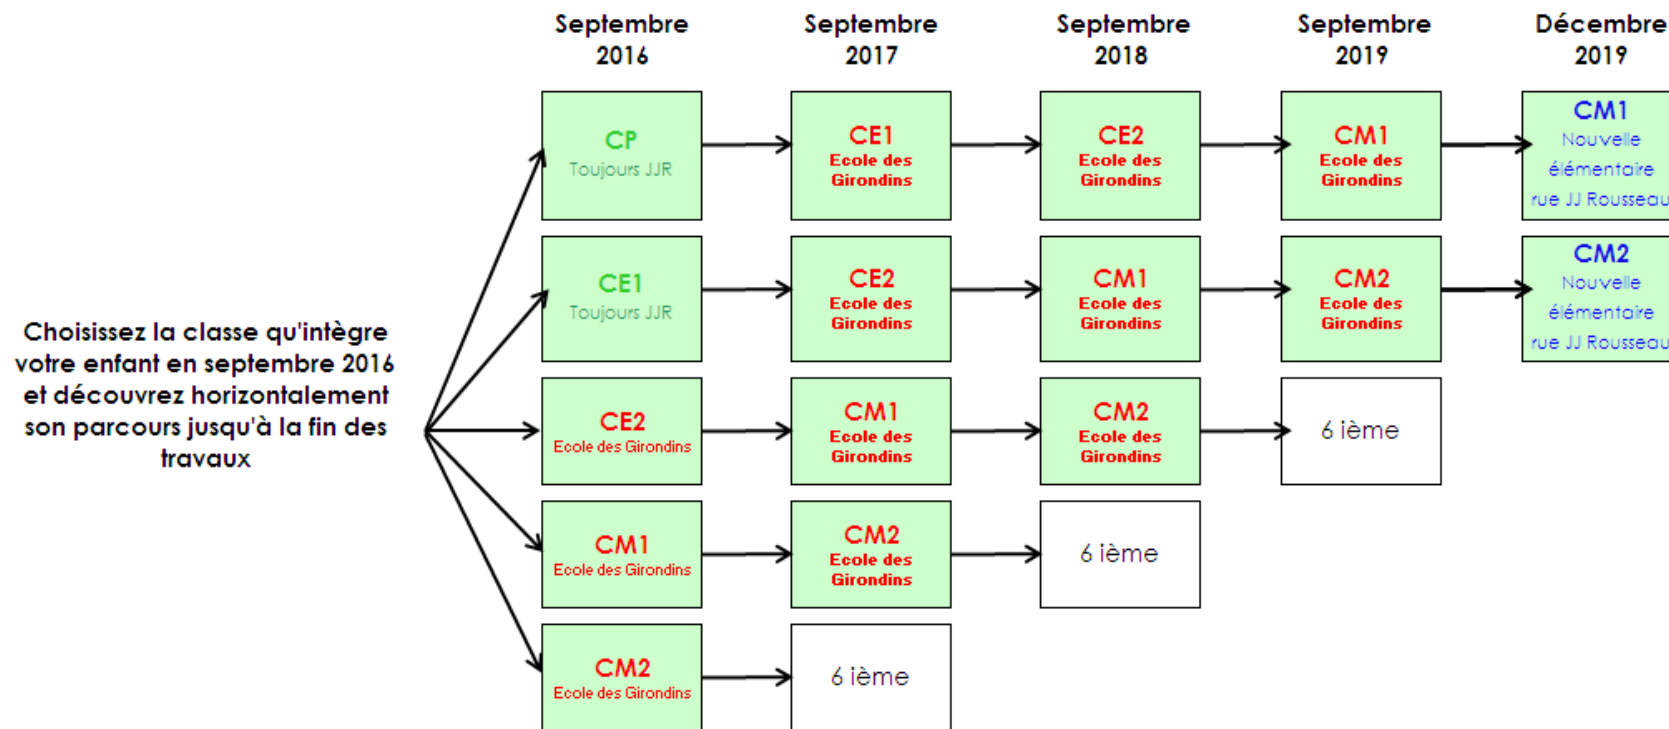 Septembre
2016
Septembre
2017
Septembre
2018
Septembre
2019
Décembre
2019
Choisissez la classe qu'intègre
votre enfant en septembre 2016
et découvrez horizontalement
son parcours jusqu'à la fin des
travaux
CP
Toujours JJR
CE1
Ecole des
Girondins
CE2
Ecole des
Girondins
CM1
Ecole des
Girondins
CM1
Nouvelle
élémentaire
rue JJ Rousseau
CE1
Toujours JJR
CE2
Ecole des
Girondins
CM1
Ecole des
Girondins
CM2
Ecole des
Girondins
CM2
Nouvelle
élémentaire
rue JJ Rousseau
CE2
Ecole des Girondins
CM1
Ecole des
Girondins
CM2
Ecole des
Girondins
6 ième
CM1
Ecole des Girondins
CM2
Ecole des
Girondins
6 ième
CM2
Ecole des Girondins
6 ième